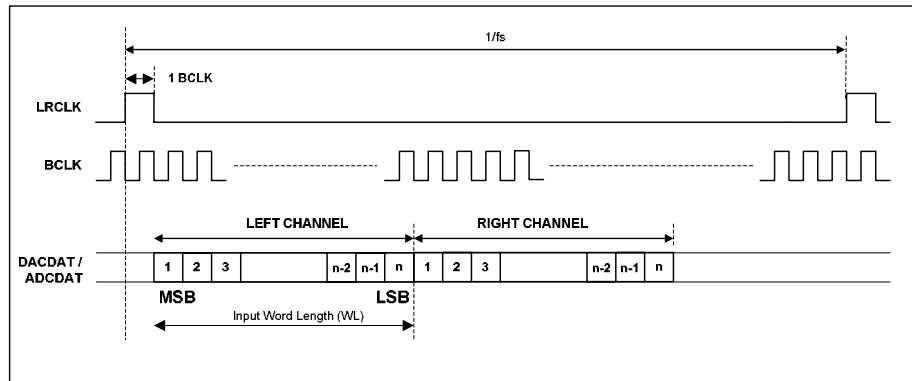 1/fs
1 BCLK
LRCLK
BCLK
LEFT CHANNEL RIGHT CHANNEL
DACDAT /
ADCDAT
1 2 3 n-2 n-1 n 1 2 3 n-2 n-1 n
MSB LSB
Input Word Length (WL)